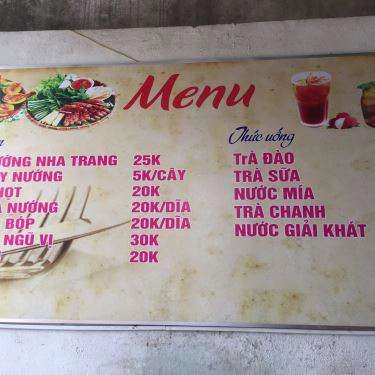 Menu
Thức uống
NHA TRANG 25K
NƯỚNG 5K/CÂY
20K
NƯỚNG 20K/DĨA
BÓP 20K/DĨA
NGŨ VỊ 30K
20K
TrÀ ĐÀO
TRÀ SỮA
NƯỚC MÍA
TRÀ CHANH
NƯỚC GIẢI KHÁT